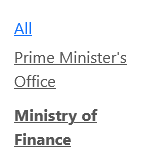 All
Prime Minister's
Office
Ministry of
Finance